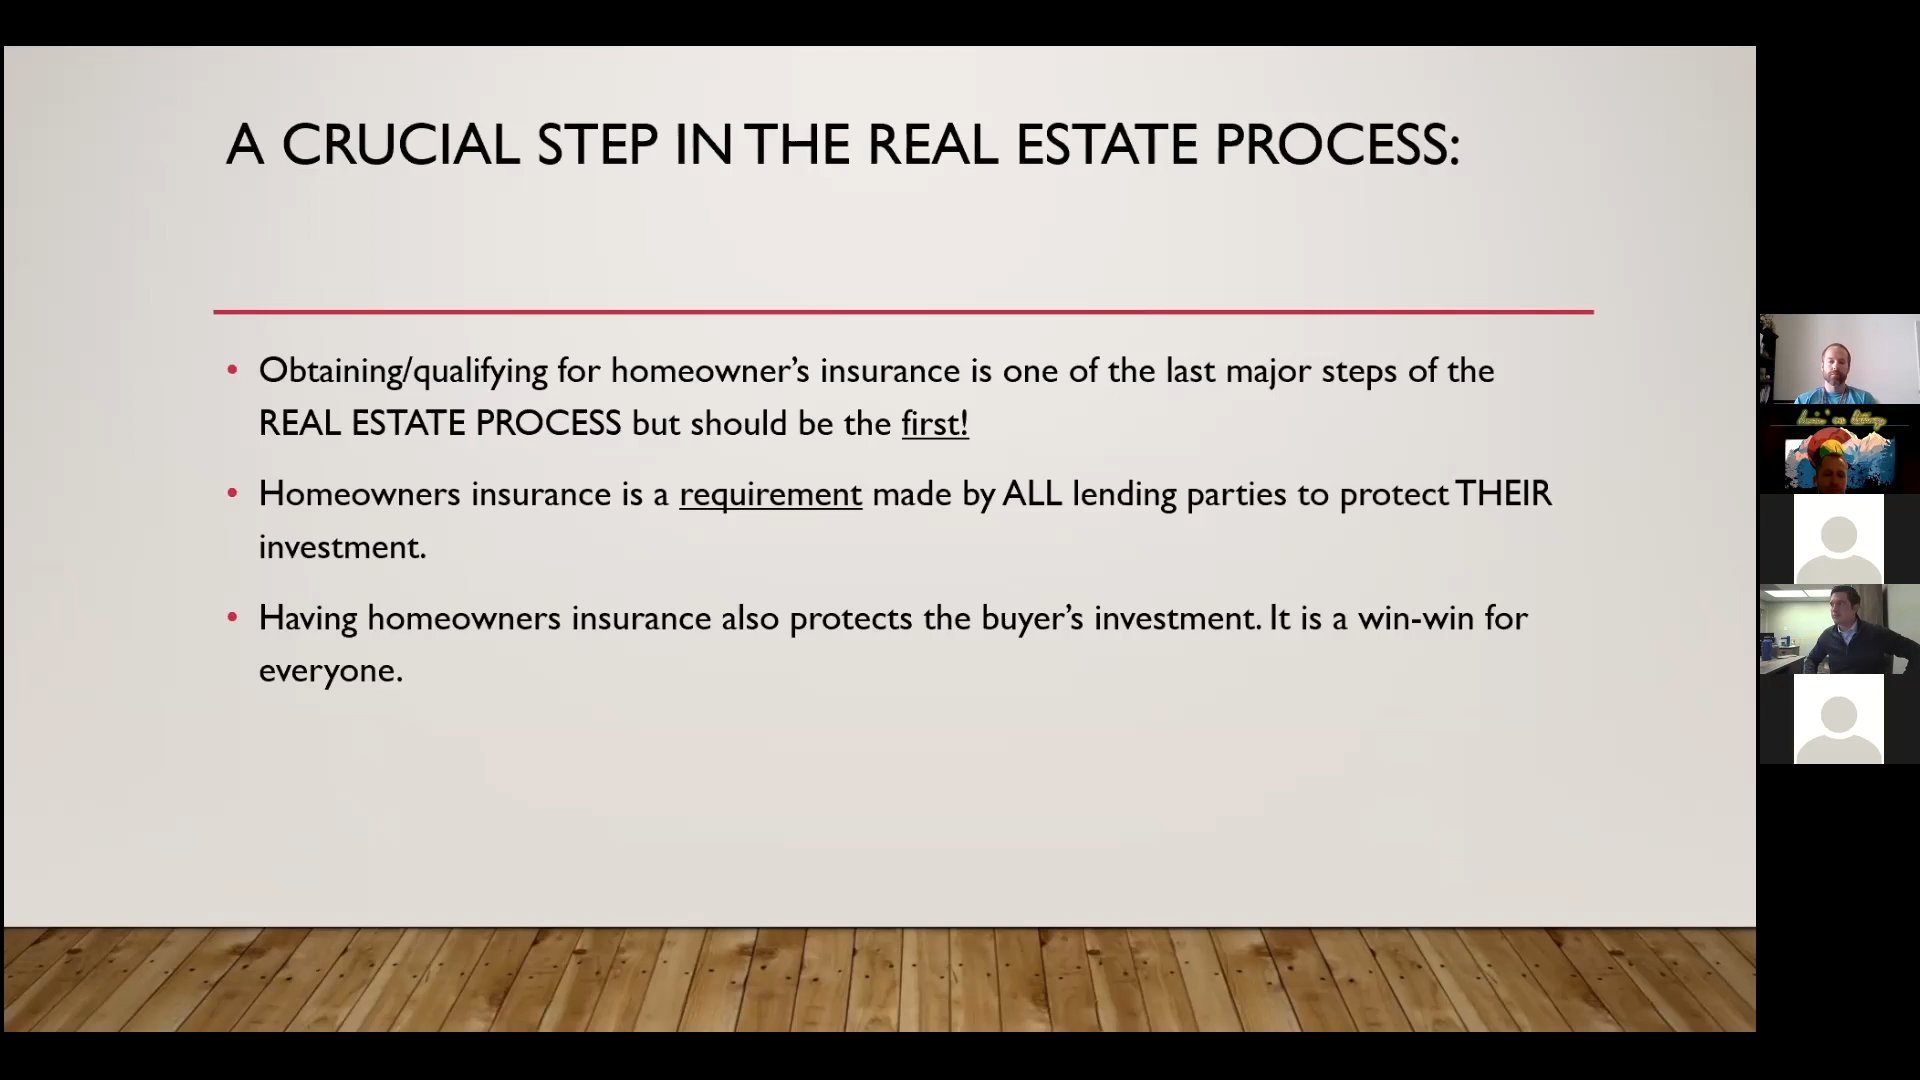 A CRUCIAL STEP IN THE REAL ESTATE PROCESS:
• Obtaining/qualifying for homeowner’s insurance is one of the last major steps of the
REAL ESTATE PROCESS but should be the first!
• Homeowners insurance is a requirement made by ALL lending parties to protect THEIR
investment.
• Having homeowners insurance also protects the buyer’s investment. It is a win-win for
everyone.